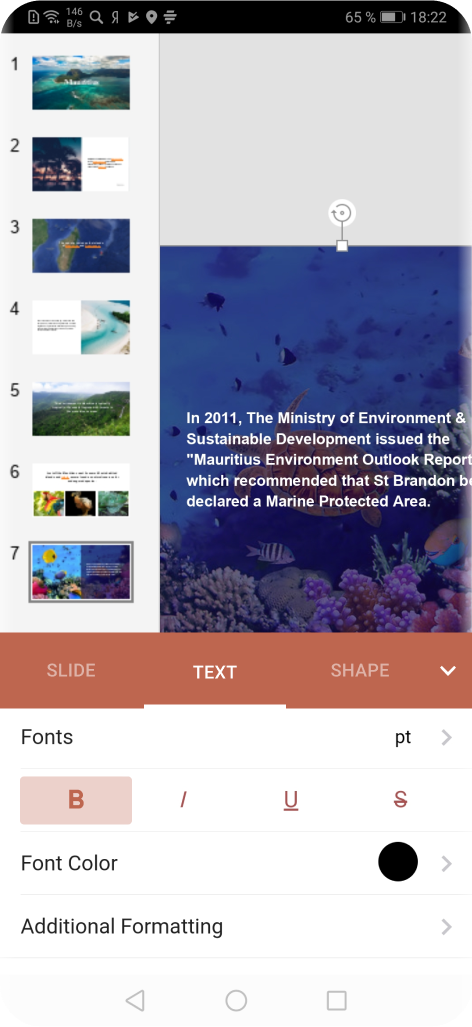 146
B/s
65 %
18:22
1
Mauritius
2
3
4
5
6
7
In 2011, The Ministry of Environment &
Sustainable Development issued the
"Mauritius Environment Outlook Report
which recommended that St Brandon be
declared a Marine Protected Area.
SLIDE
TEXT
SHAPE
Fonts
pt
B
I
U
S
Font Color
Additional Formatting